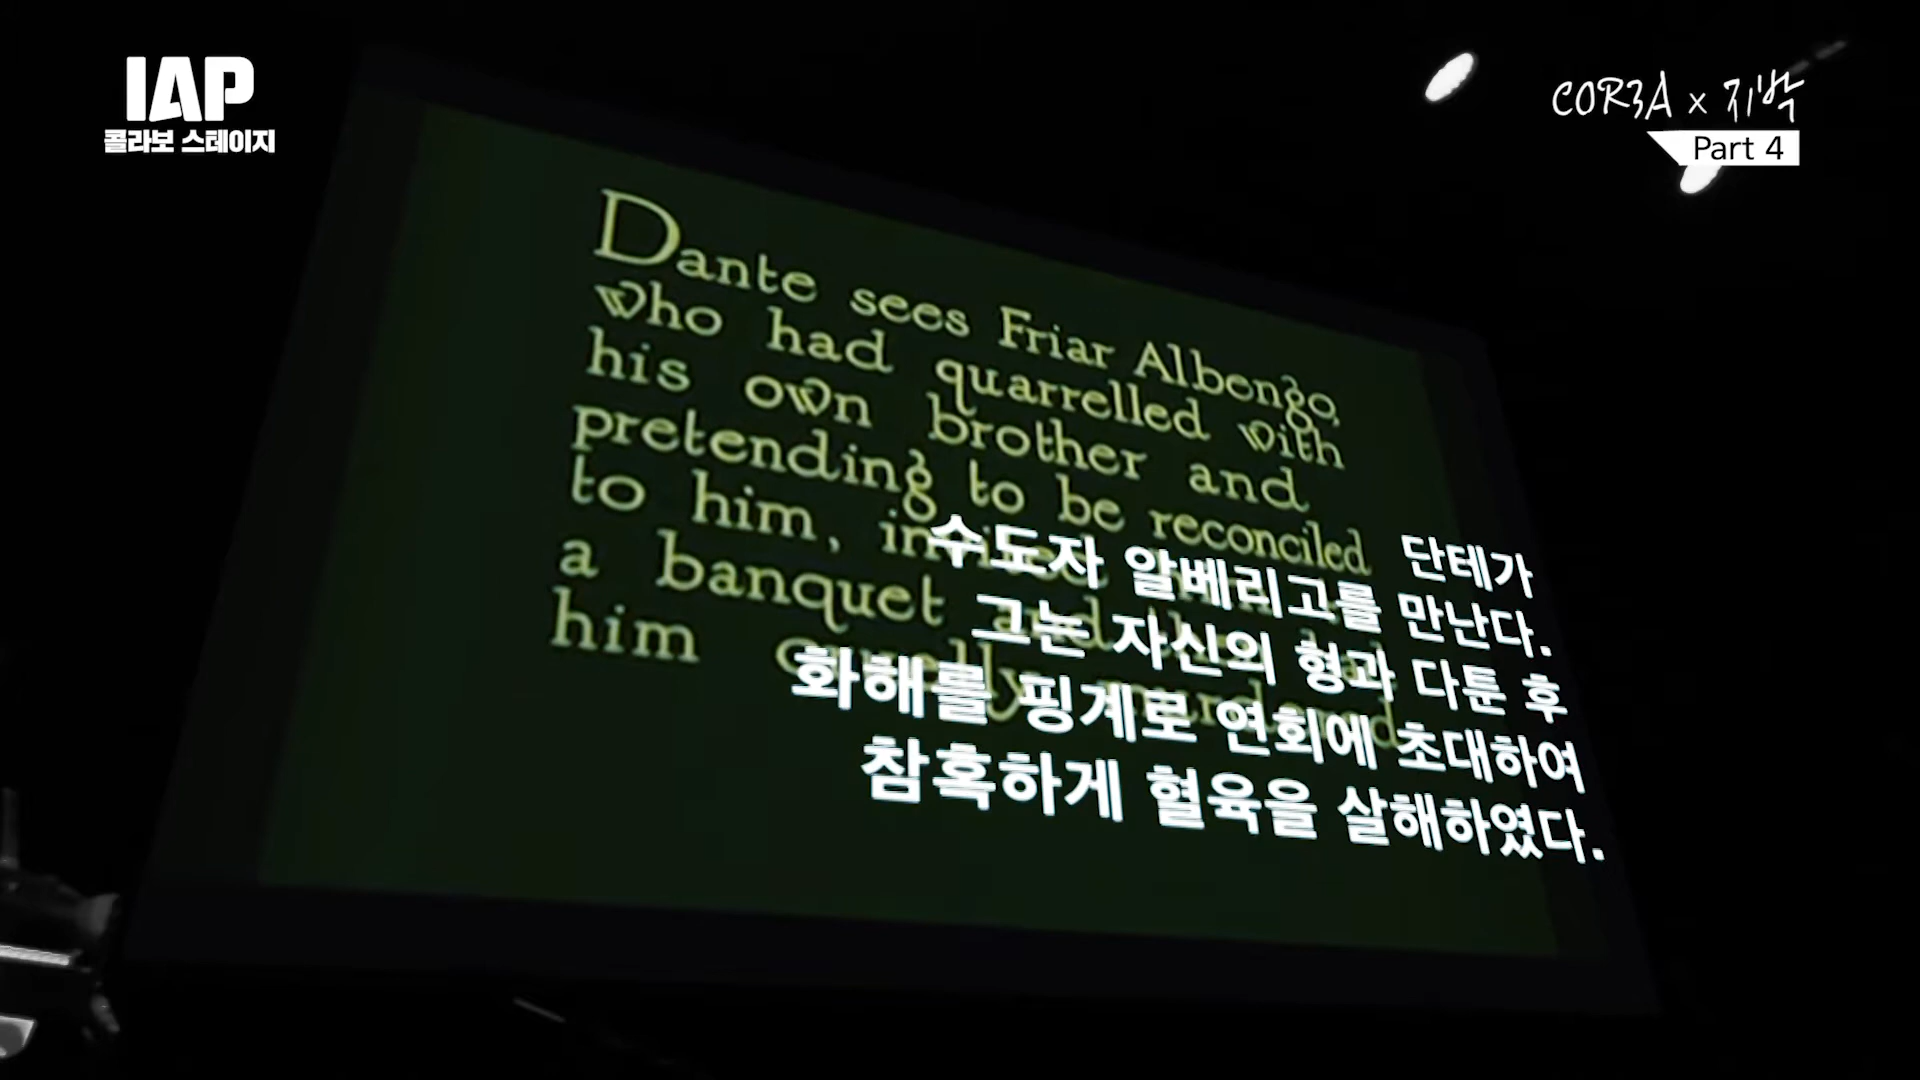 IAP
콜라보 스테이지
COR3A x 지박
Part 4
Dante sees Friar Albengo,
who had quarrelled with
his own brother and
pretending to be reconciled
to him,
a banquet and
him cruelly murdered
단테가
수도자 알베리고를 만난다.
그는 자신의 형과 다툰 후
화해를 핑계로 연회에 초대하여
참혹하게 혈육을 살해하였다.